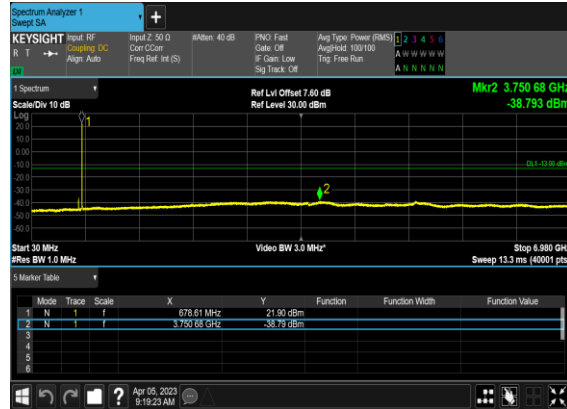 Spectrum Analyzer 1
Swept SA
+
KEYSIGHT Input: RF Input Z: 50 Ω #Atten: 40 dB PNO: Fast Avg Type: Power (RMS) 1 2 3 4 5 6
R T Coupling: DC Corr CCorr Gate: Off Avg|Hold: 100/100 A W W W W W
Align: Auto Freq Ref: Int (S) IF Gain: Low Trig: Free Run
Sig Track: Off A N N N N N
1 Spectrum Ref Lvl Offset 7.60 dB Mkr2 3.750 68 GHz
Scale/Div 10 dB Ref Level 30.00 dBm -38.793 dBm
Log
20.0
10.0
0.00
-10.0
-20.0
-30.0
-40.0
-50.0
-60.0
1
DL1 -13.00 dBm
2
Start 30 MHz Video BW 3.0 MHz* Stop 6.980 GHz
#Res BW 1.0 MHz Sweep 13.3 ms (40001 pts)
5 Marker Table
Mode Trace Scale X Y Function Function Width Function Value
1 N 1 f 678.61 MHz 21.90 dBm
2 N 1 f 3.750 68 GHz -38.79 dBm
3
4
5
6
? Apr 05, 2023
9:19:23 AM